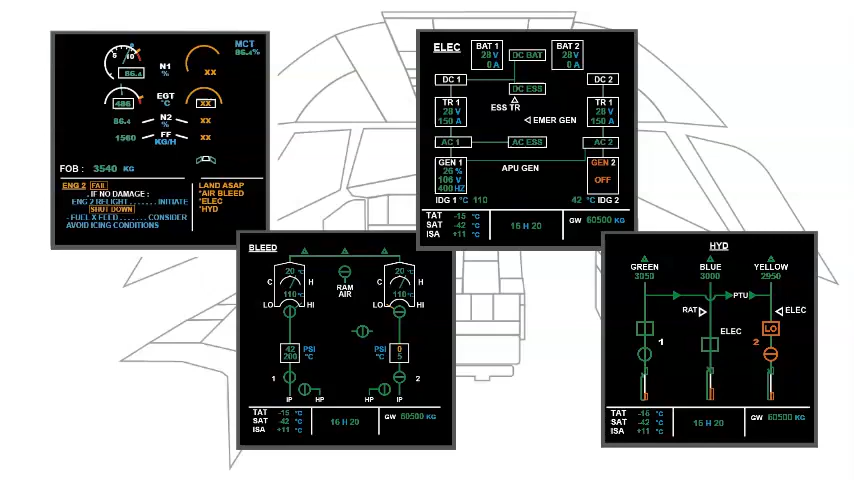 MCT
86.4%
5 10
86.4 N1 % XX
486 EGT °C XX
86.4 N2 % XX
1560 FF KG/H XX
FOB : 3540 KG
ENG 2 FAIL
. IF NO DAMAGE :
ENG 2 RELIGHT . . . . . . . INITIATE
SHUT DOWN
- FUEL X FEED . . . . . . . CONSIDER
AVOID ICING CONDITIONS
LAND ASAP
*AIR BLEED
*ELEC
*HYD
ELEC
BAT 1
28 V
0 A
DC BAT
BAT 2
28 V
0 A
DC 1
DC ESS
DC 2
ESS TR
TR 1
28 V
150 A
EMER GEN
TR 1
28 V
150 A
AC 1
AC ESS
AC 2
GEN 1
26 %
106 V
400 HZ
APU GEN
GEN 2
OFF
IDG 1 °C 110
42 °C IDG 2
TAT -15 °C
SAT -42 °C
ISA +11 °C
16 H 20
GW 60500 KG
BLEED
20 °C
C H
110 °C
LO HI
RAM
AIR
20 °C
C H
110 °C
LO HI
42 PSI
200 °C
PSI 0
°C 5
1
2
IP HP HP IP
TAT -15 °C
SAT -42 °C
ISA +11 °C
16 H 20
GW 60500 KG
HYD
GREEN BLUE YELLOW
3050 3000 2950
PTU
RAT
ELEC
ELEC
LO
1
2
TAT -15 °C
SAT -42 °C
ISA +11 °C
16 H 20
GW 60500 KG